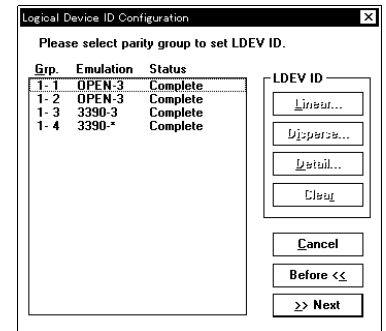 Logical Device ID Configuration
Please select parity group to set LDEV ID.
Grp. Emulation Status
1- 1 OPEN-3 Complete
1- 2 OPEN-3 Complete
1- 3 3390-3 Complete
1- 4 3390-* Complete
LDEV ID
Linear...
Disperse...
Detail...
Clear
Cancel
Before <<
>> Next